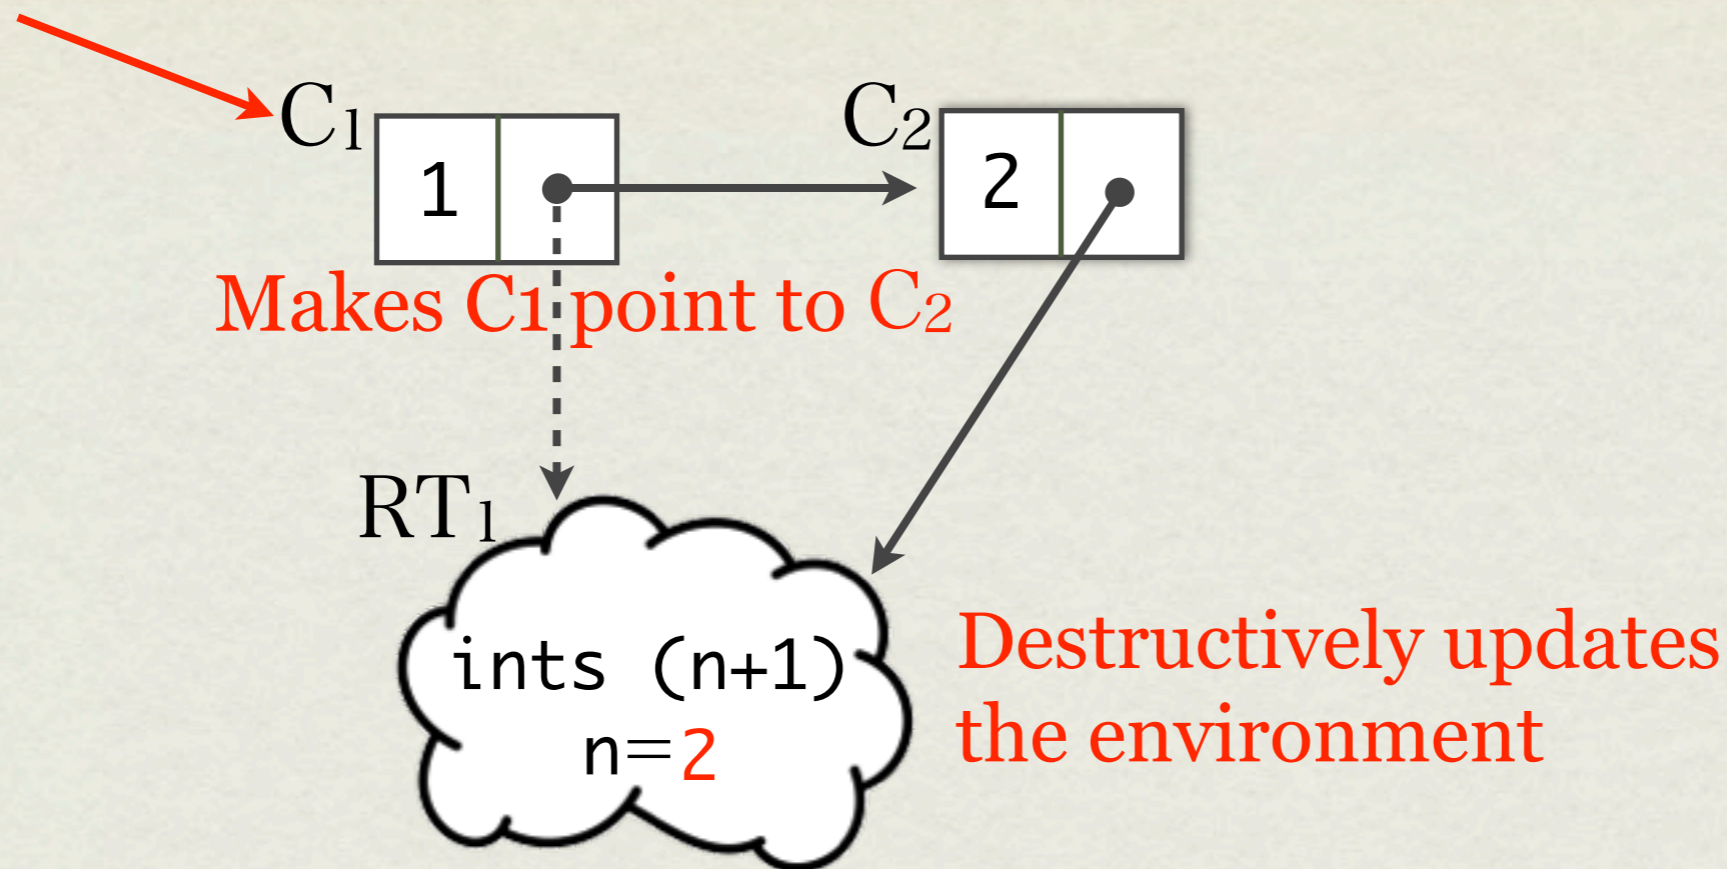 C1
C2
1
2
Makes C1 point to C2
RT1
ints (n+1)
n=2
Destructively updates
the environment